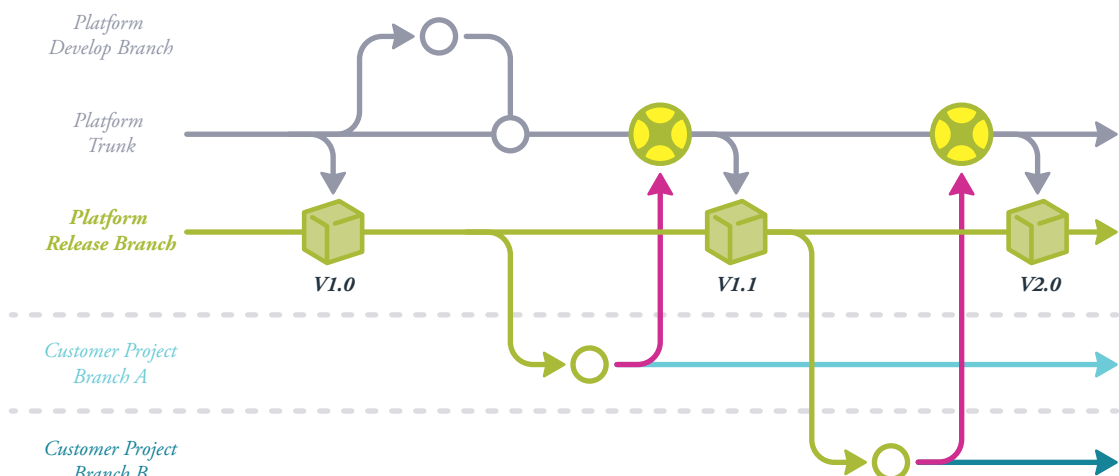 Platform
Develop Branch
Platform
Trunk
Platform
Release Branch
V1.0
V1.1
V2.0
Customer Project
Branch A
Customer Project
Branch B